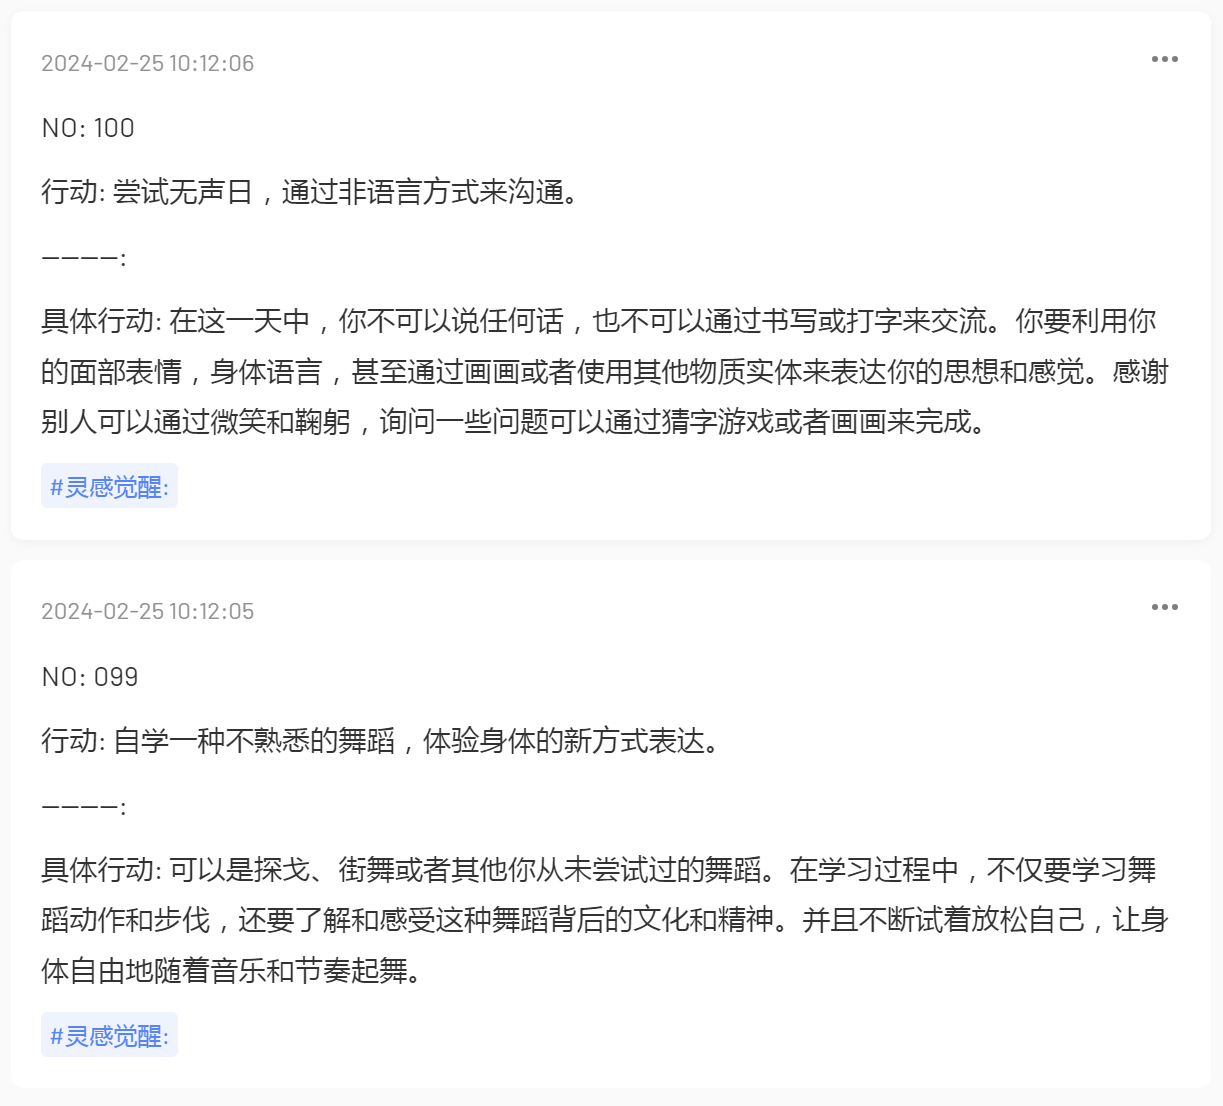 2024-02-25 10:12:06
NO: 100
行动: 尝试无声日，通过非语言方式来沟通。
————:
具体行动: 在这一天中，你不可以说任何话，也不可以通过书写或打字来交流。你要利用你
的面部表情，身体语言，甚至通过画画或者使用其他物质实体来表达你的思想和感觉。感谢
别人可以通过微笑和鞠躬，询问一些问题可以通过猜字游戏或者画画来完成。
#灵感觉醒:
2024-02-25 10:12:05
NO: 099
行动: 自学一种不熟悉的舞蹈，体验身体的新方式表达。
————:
具体行动: 可以是探戈、街舞或者其他你从未尝试过的舞蹈。在学习过程中，不仅要学习舞
蹈动作和步伐，还要了解和感受这种舞蹈背后的文化和精神。并且不断试着放松自己，让身
体自由地随着音乐和节奏起舞。
#灵感觉醒: